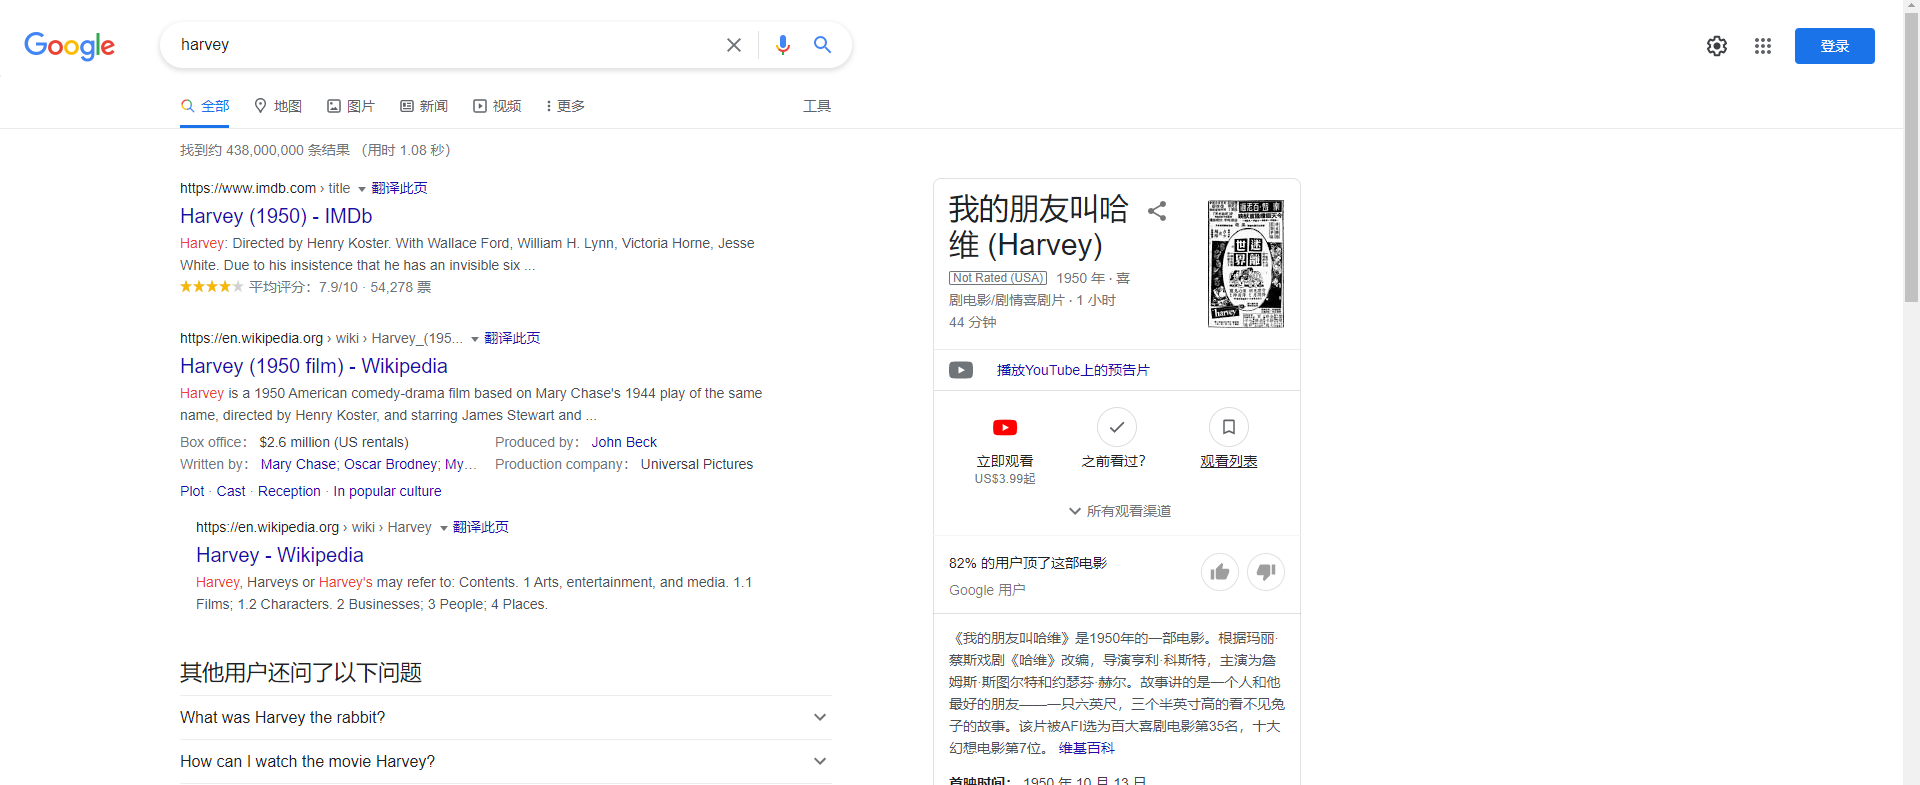 Google
harvey
登录
全部
地图
图片
新闻
视频
更多
工具
找到约 438,000,000 条结果 （用时 1.08 秒）
https://www.imdb.com › title 翻译此页
Harvey (1950) - IMDb
Harvey: Directed by Henry Koster. With Wallace Ford, William H. Lynn, Victoria Horne, Jesse
White. Due to his insistence that he has an invisible six ...
平均评分：7.9/10 · 54,278 票
https://en.wikipedia.org › wiki › Harvey_(195... 翻译此页
Harvey (1950 film) - Wikipedia
Harvey is a 1950 American comedy-drama film based on Mary Chase's 1944 play of the same
name, directed by Henry Koster, and starring James Stewart and ...
Box office： $2.6 million (US rentals) Produced by： John Beck
Written by： Mary Chase; Oscar Brodney; My... Production company： Universal Pictures
Plot · Cast · Reception · In popular culture
https://en.wikipedia.org › wiki › Harvey 翻译此页
Harvey - Wikipedia
Harvey, Harveys or Harvey's may refer to: Contents. 1 Arts, entertainment, and media. 1.1
Films; 1.2 Characters. 2 Businesses; 3 People; 4 Places.
其他用户还问了以下问题
What was Harvey the rabbit?
How can I watch the movie Harvey?
我的朋友叫哈
维 (Harvey)
Not Rated (USA) 1950 年 · 喜
剧电影/剧情喜剧片 · 1 小时
44 分钟
世 迷
界 離
harvey
播放YouTube上的预告片
立即观看
US$3.99起
之前看过？
观看列表
所有观看渠道
82% 的用户顶了这部电影
Google 用户
《我的朋友叫哈维》是1950年的一部电影。根据玛丽·
蔡斯戏剧《哈维》改编，导演亨利·科斯特，主演为詹
姆斯·斯图尔特和约瑟芬·赫尔。故事讲的是一个人和他
最好的朋友——一只六英尺，三个半英寸高的看不见兔
子的故事。该片被AFI选为百大喜剧电影第35名，十大
幻想电影第7位。 维基百科
首映时间： 1950 年 10 月 13 日